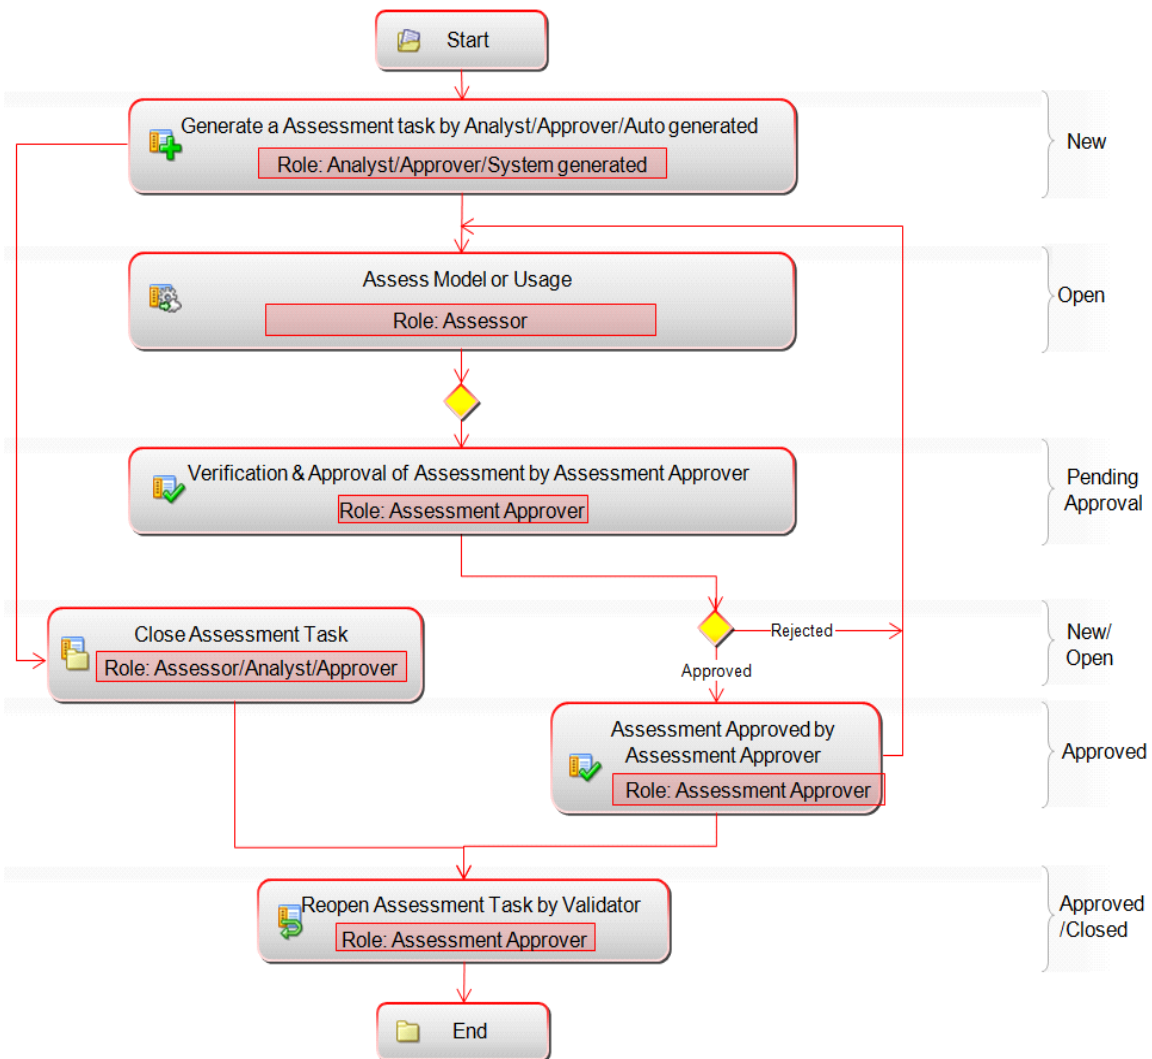 Start
Generate a Assessment task by Analyst/Approver/Auto generated
Role: Analyst/Approver/System generated
New
Assess Model or Usage
Role: Assessor
Open
Verification & Approval of Assessment by Assessment Approver
Role: Assessment Approver
Pending
Approval
Close Assessment Task
Role: Assessor/Analyst/Approver
Rejected
New/
Open
Approved
Assessment Approved by
Assessment Approver
Role: Assessment Approver
Approved
Reopen Assessment Task by Validator
Role: Assessment Approver
Approved
/Closed
End